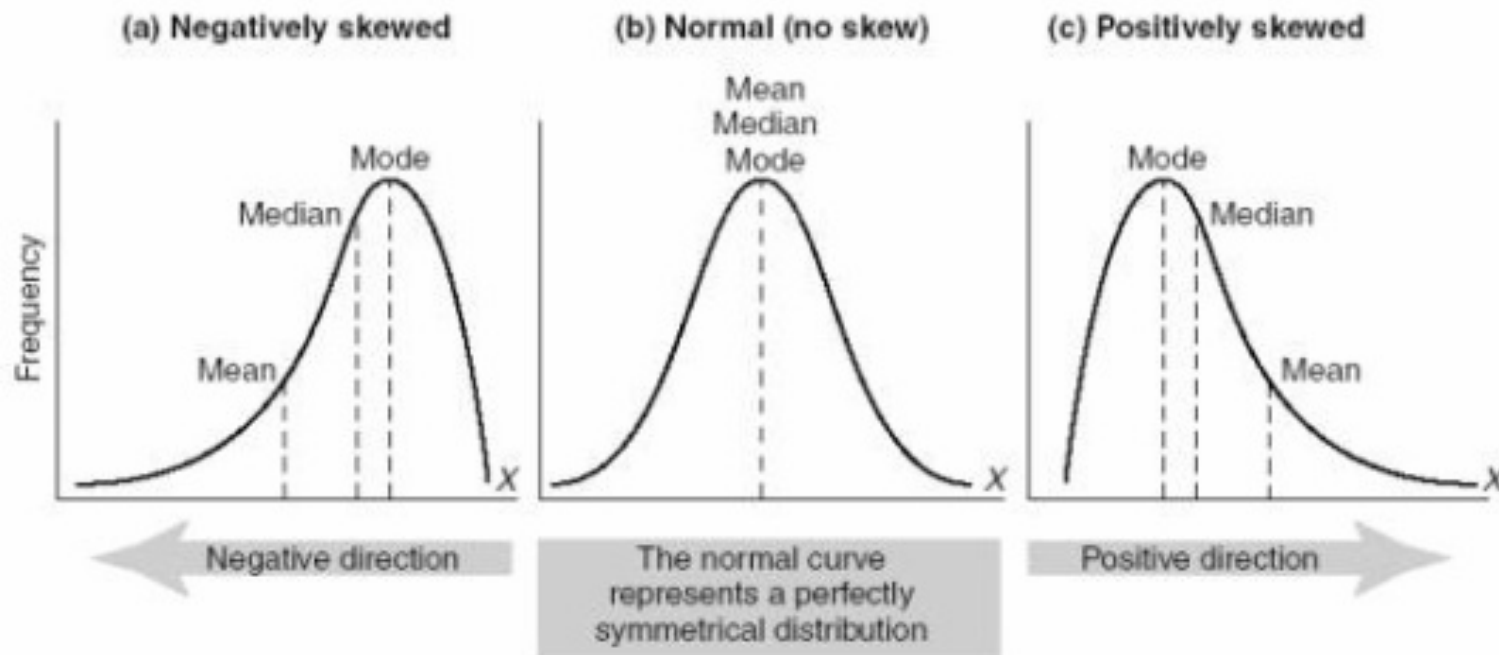 (a) Negatively skewed
(b) Normal (no skew)
(c) Positively skewed
Frequency
Mode
Median
Mean
X
Mean
Median
Mode
X
Mode
Median
Mean
X
Negative direction
The normal curve
represents a perfectly
symmetrical distribution
Positive direction